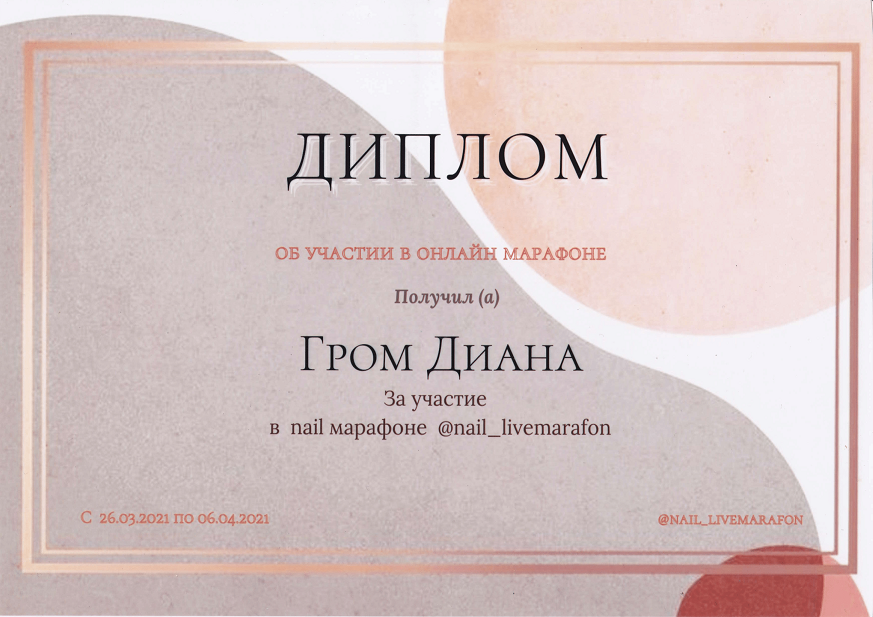 ДИПЛОМ
ОБ УЧАСТИИ В ОНЛАЙН МАРАФОНЕ
Получил (а)
Гром Диана
За участие
в nail марафоне @nail_livemarafon
С 26.03.2021 ПО 06.04.2021
@NAIL_LIVEMARAFON